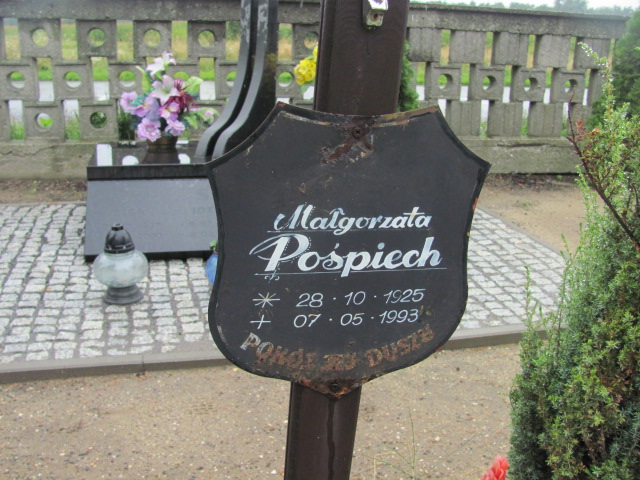 Małgorzata
Pośpiech
* 28 · 10 · 1925
+ 07 · 05 · 1993
POKÓJ JEJ DUSZY